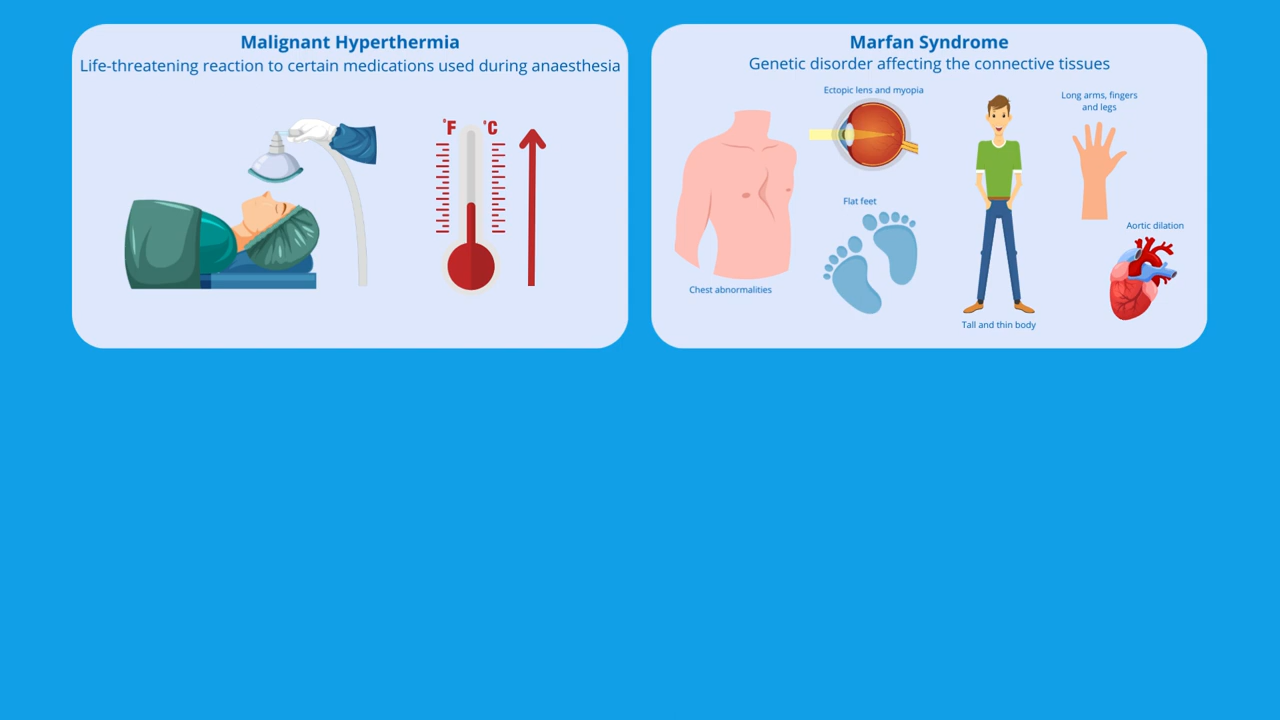 Malignant Hyperthermia
Life-threatening reaction to certain medications used during anaesthesia
°F
°C
Marfan Syndrome
Genetic disorder affecting the connective tissues
Ectopic lens and myopia
Long arms, fingers
and legs
Flat feet
Aortic dilation
Chest abnormalities
Tall and thin body